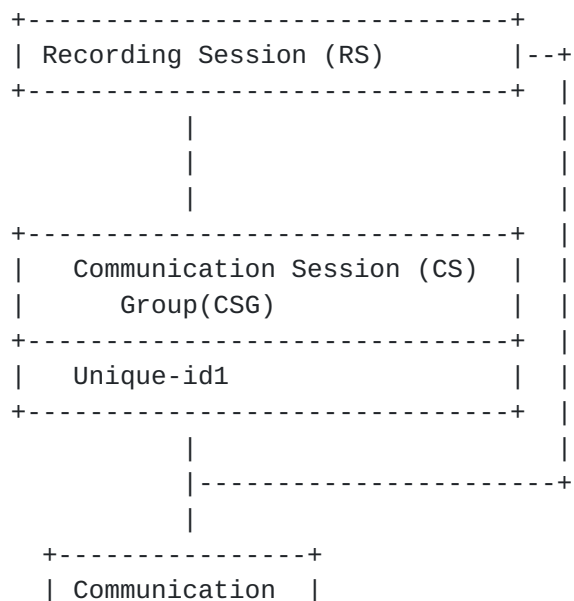 +-------------------------------+
| Recording Session (RS)        |--+
+-------------------------------+  |
           |                       |
           |                       |
           |                       |
+-------------------------------+  |
|   Communication Session (CS)  |  |
|      Group(CSG)               |  |
+-------------------------------+  |
|   Unique-id1                  |  |
+-------------------------------+  |
           |                       |
           |-----------------------+
           |
  +----------------+
  | Communication  |